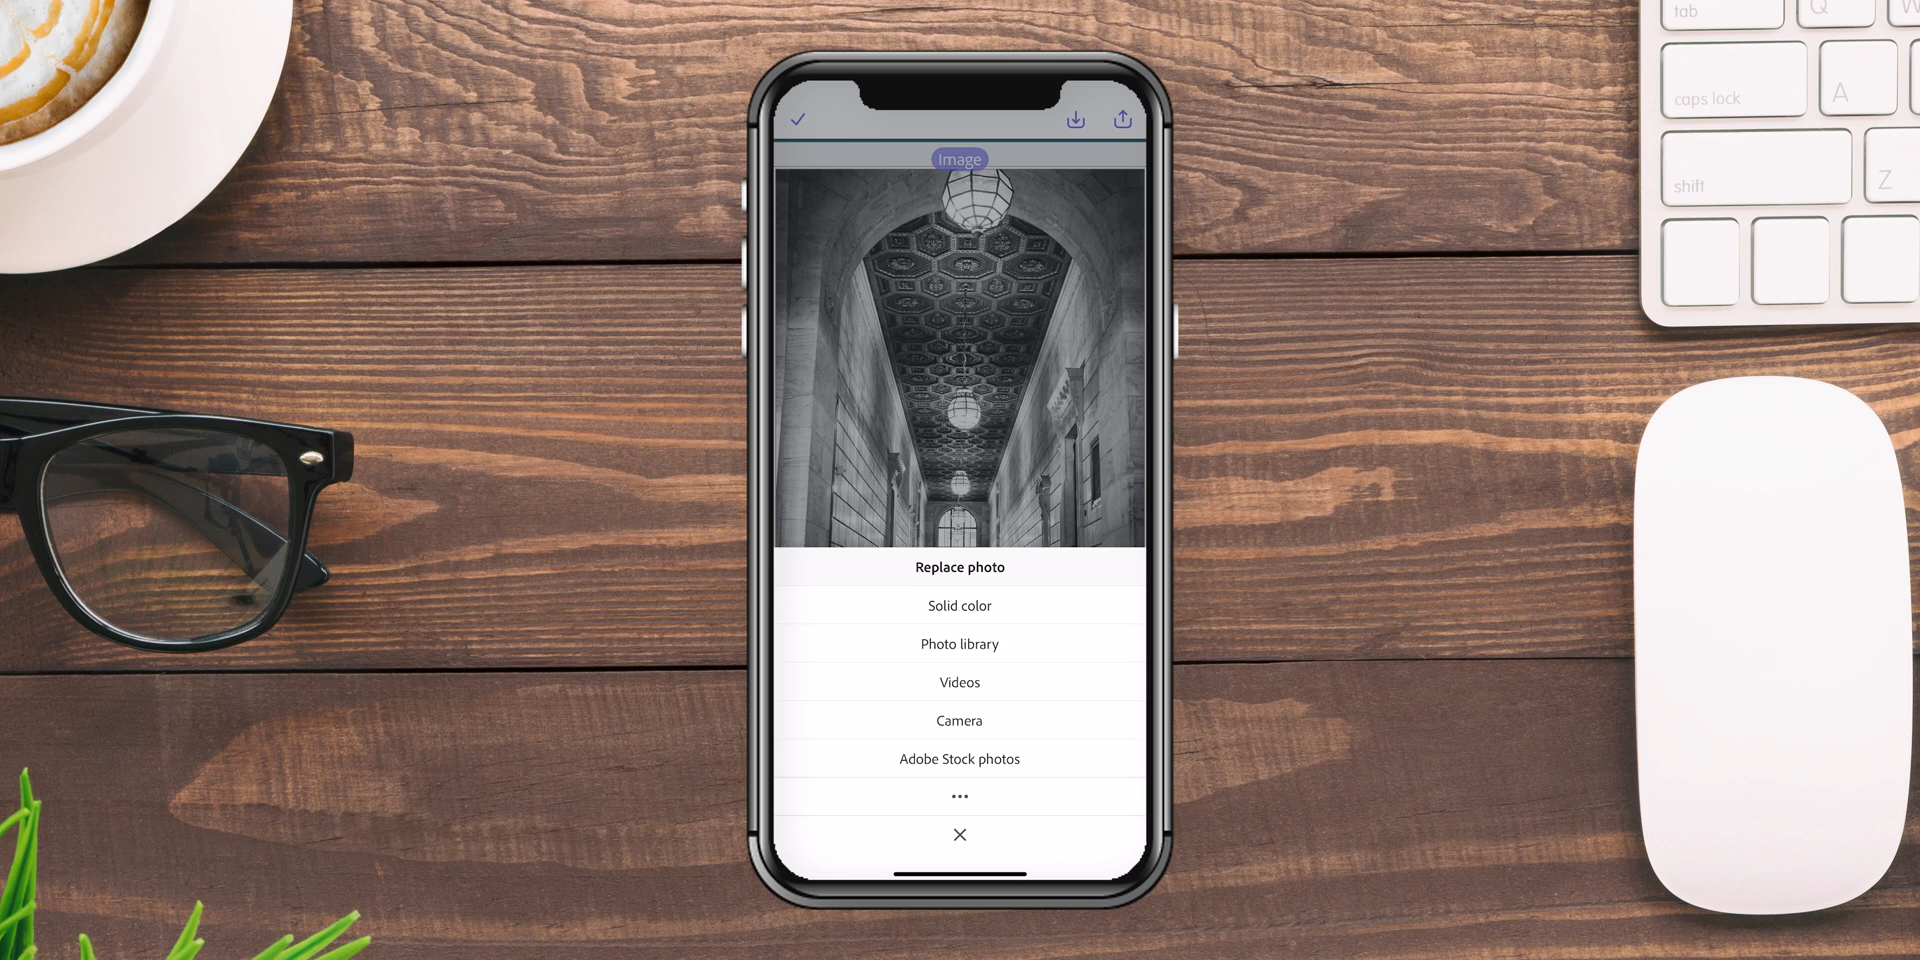 Image
Replace photo
Solid color
Photo library
Videos
Camera
Adobe Stock photos
tab
Q
W
caps lock
A
shift
Z